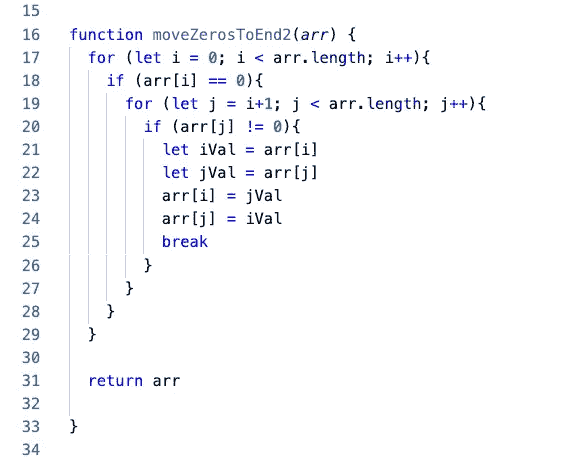 15
16 function moveZerosToEnd2(arr) {
17   for (let i = 0; i < arr.length; i++){
18     if (arr[i] == 0){
19       for (let j = i+1; j < arr.length; j++){
20         if (arr[j] != 0){
21           let iVal = arr[i]
22           let jVal = arr[j]
23           arr[i] = jVal
24           arr[j] = iVal
25           break
26         }
27       }
28     }
29   }
30
31   return arr
32
33 }
34